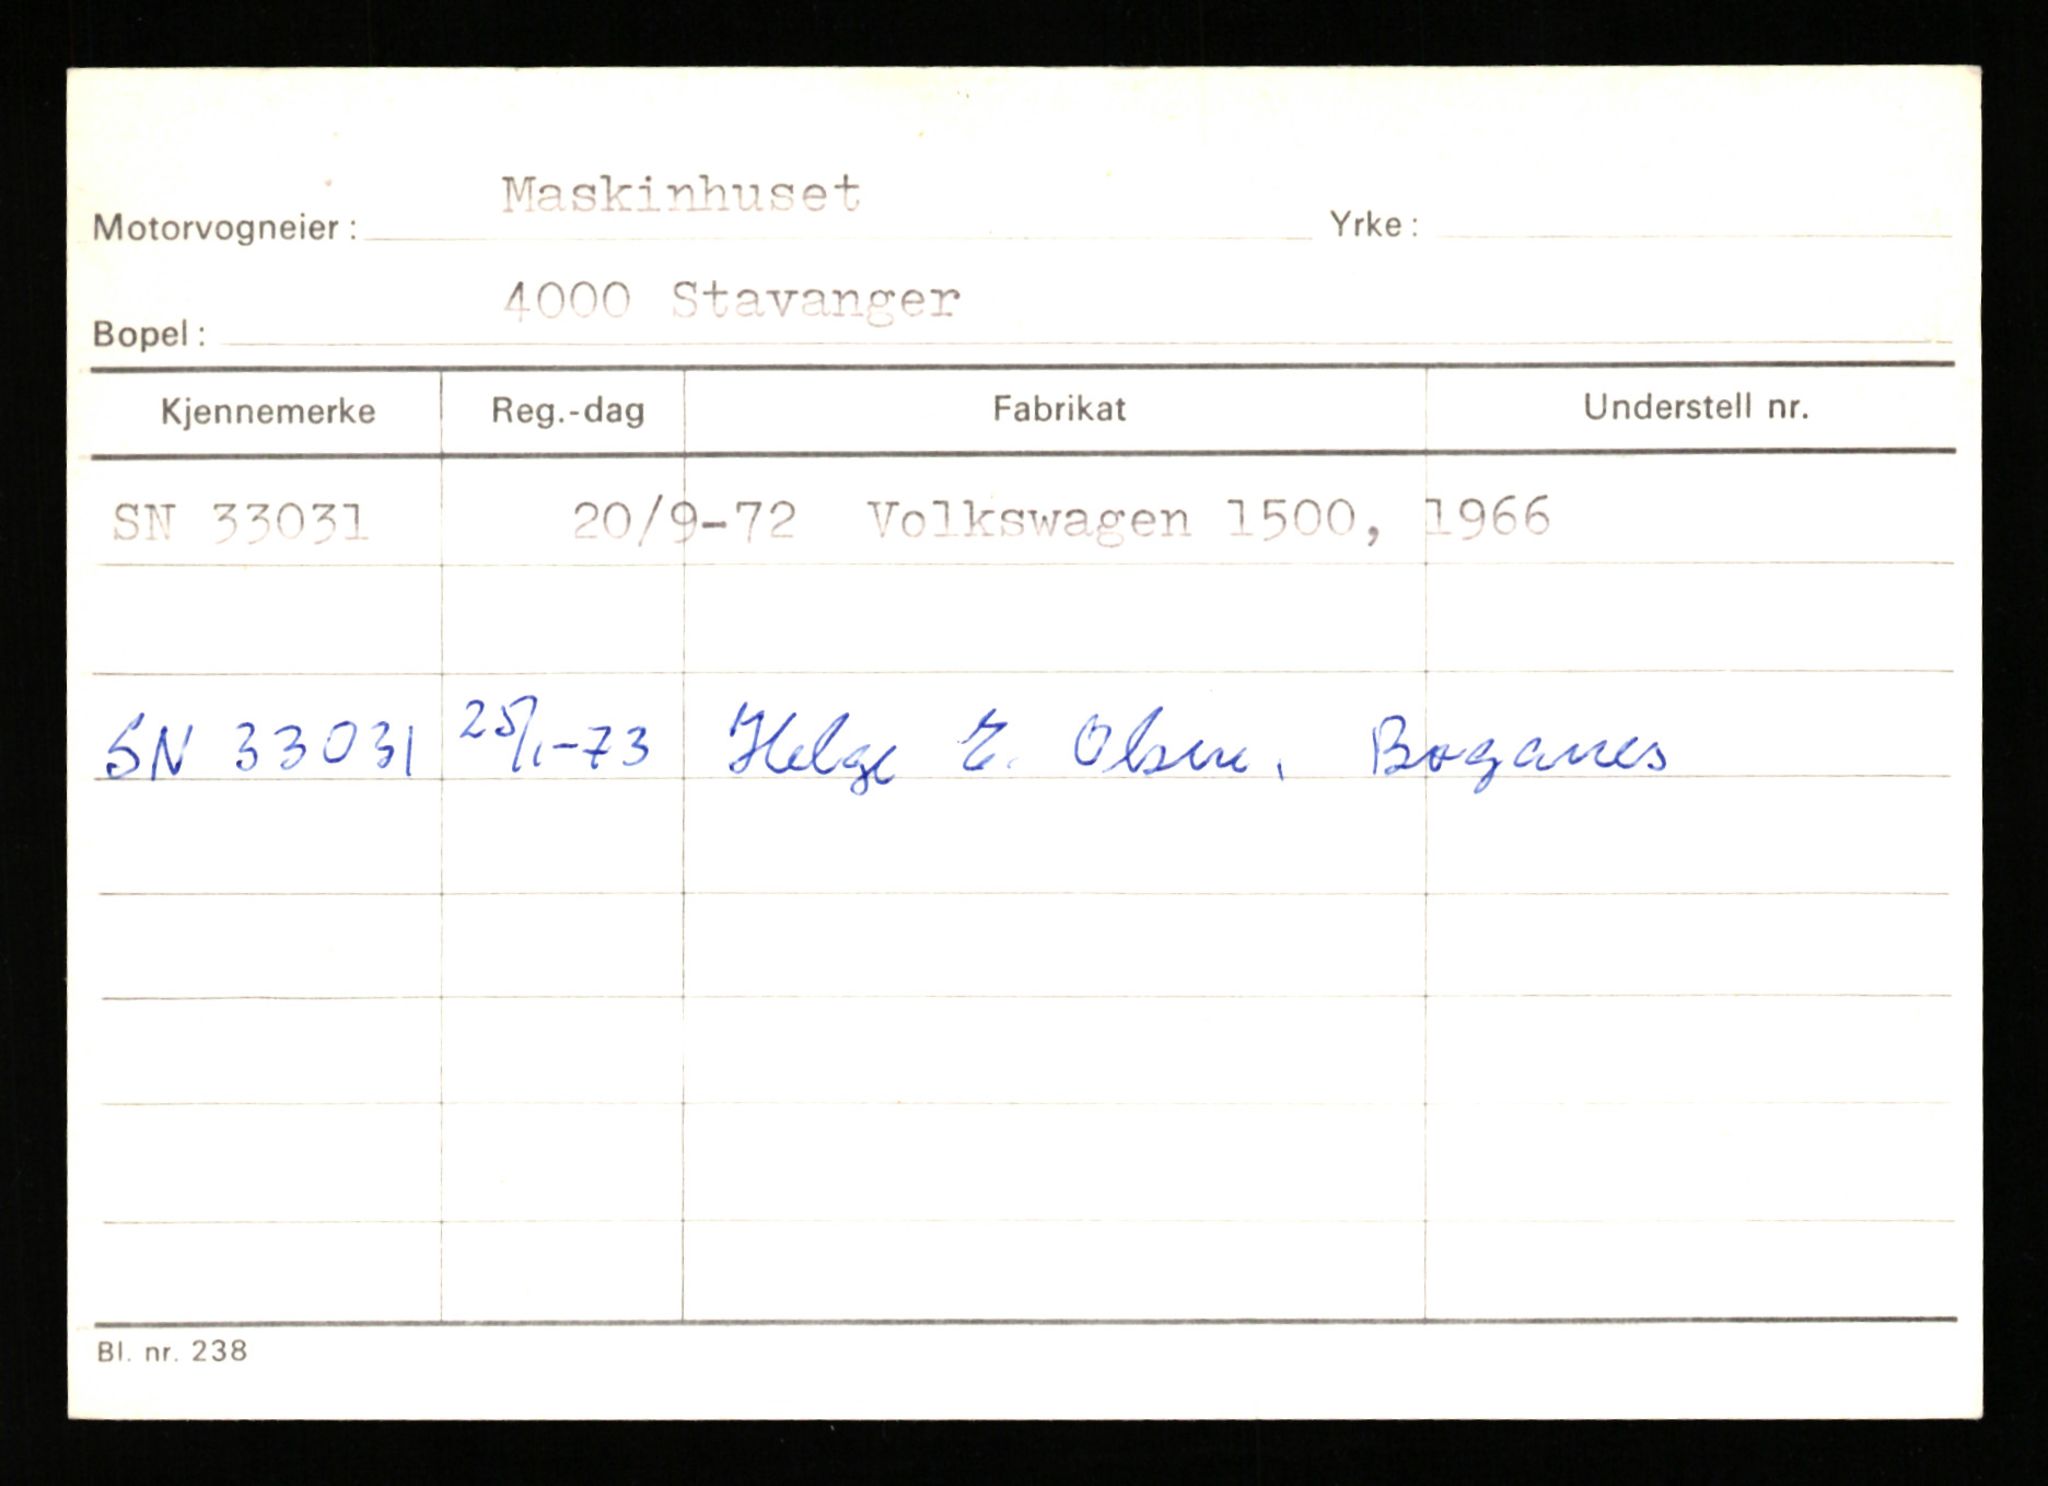 Motorvogneier: Maskinhuset Yrke:
Bopel: 4000 Stavanger
Kjennemerke Reg.-dag Fabrikat Understell nr.
SN 33031 20/9-72 Volkswagen 1500, 1966
SN 33031 25/1-73 Helge E. Olsen, Boganes
Bl. nr. 238